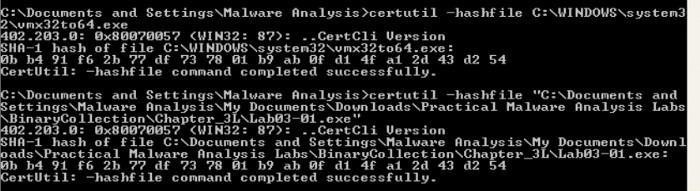 C:\Documents and Settings\Malware Analysis>certutil -hashfile C:\WINDOWS\system3
2\vmx32to64.exe
402.203.0: 0x80070057 (WIN32: 87): ..CertCli Version
SHA-1 hash of file C:\WINDOWS\system32\vmx32to64.exe:
0b b4 91 f6 2b 77 df 73 78 01 b9 ab 0f d1 4f a1 2d 43 d2 54
CertUtil: -hashfile command completed successfully.

C:\Documents and Settings\Malware Analysis>certutil -hashfile "C:\Documents and
Settings\Malware Analysis\My Documents\Downloads\Practical Malware Analysis Labs
\BinaryCollection\Chapter_3L\Lab03-01.exe"
402.203.0: 0x80070057 (WIN32: 87): ..CertCli Version
SHA-1 hash of file C:\Documents and Settings\Malware Analysis\My Documents\Downl
oads\Practical Malware Analysis Labs\BinaryCollection\Chapter_3L\Lab03-01.exe:
0b b4 91 f6 2b 77 df 73 78 01 b9 ab 0f d1 4f a1 2d 43 d2 54
CertUtil: -hashfile command completed successfully.